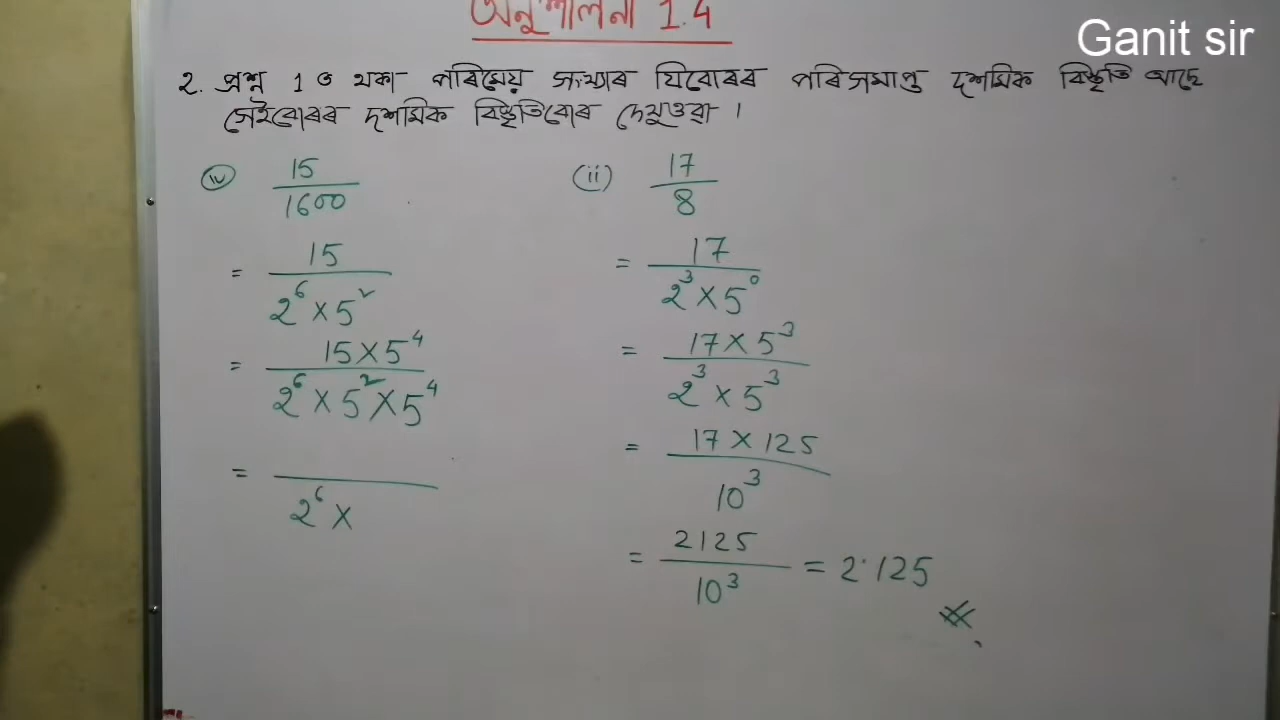 অনুশীলনী 1.4
Ganit sir
২. প্ৰশ্ন 1 ত থকা পৰিমেয় সংখ্যাৰ যিবোৰৰ পৰিসমাপ্ত দশমিক বিস্তৃতি আছে
সেইবোৰৰ দশমিক বিস্তৃতিবোৰ দেখুওৱা ।
(iv) 15/1600
= 15/2⁶ × 5²
= 15 × 5⁴/2⁶ × 5² × 5⁴
= /2⁶ ×
(ii) 17/8
= 17/2³ × 5⁰
= 17 × 5³/2³ × 5³
= 17 × 125/10³
= 2125/10³ = 2.125